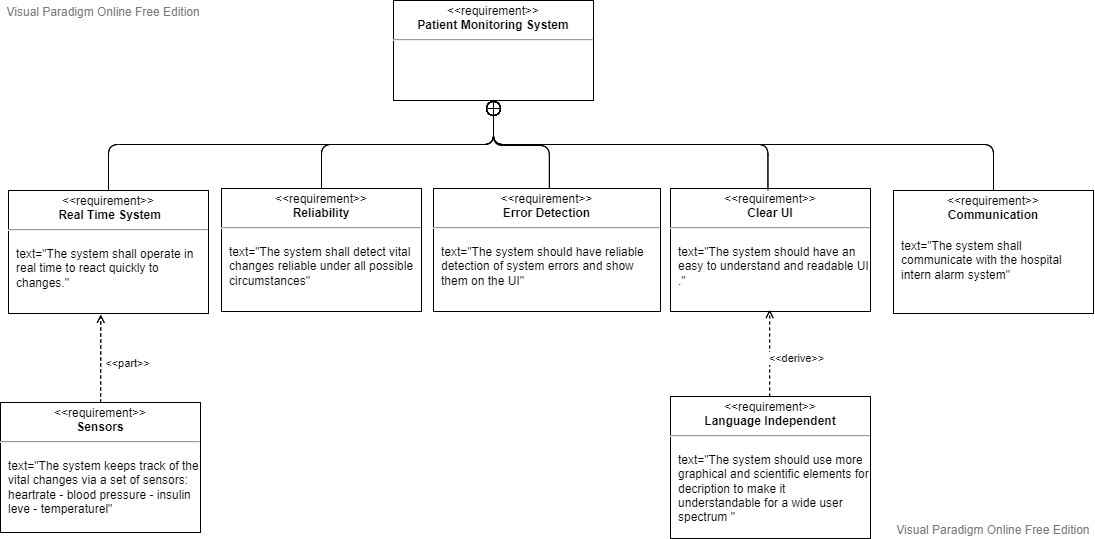 Visual Paradigm Online Free Edition
<<requirement>>
Patient Monitoring System
<<requirement>>
Real Time System
text="The system shall operate in
real time to react quickly to
changes."
<<requirement>>
Reliability
text="The system shall detect vital
changes reliable under all possible
circumstances"
<<requirement>>
Error Detection
text="The system should have reliable
detection of system errors and show
them on the UI"
<<requirement>>
Clear UI
text="The system should have an
easy to understand and readable UI
."
<<requirement>>
Communication
text="The system shall
communicate with the hospital
intern alarm system"
<<part>>
<<derive>>
<<requirement>>
Sensors
text="The system keeps track of the
vital changes via a set of sensors:
heartrate - blood pressure - insulin
leve - temperaturel"
<<requirement>>
Language Independent
text="The system should use more
graphical and scientific elements for
decription to make it
understandable for a wide user
spectrum "
Visual Paradigm Online Free Edition